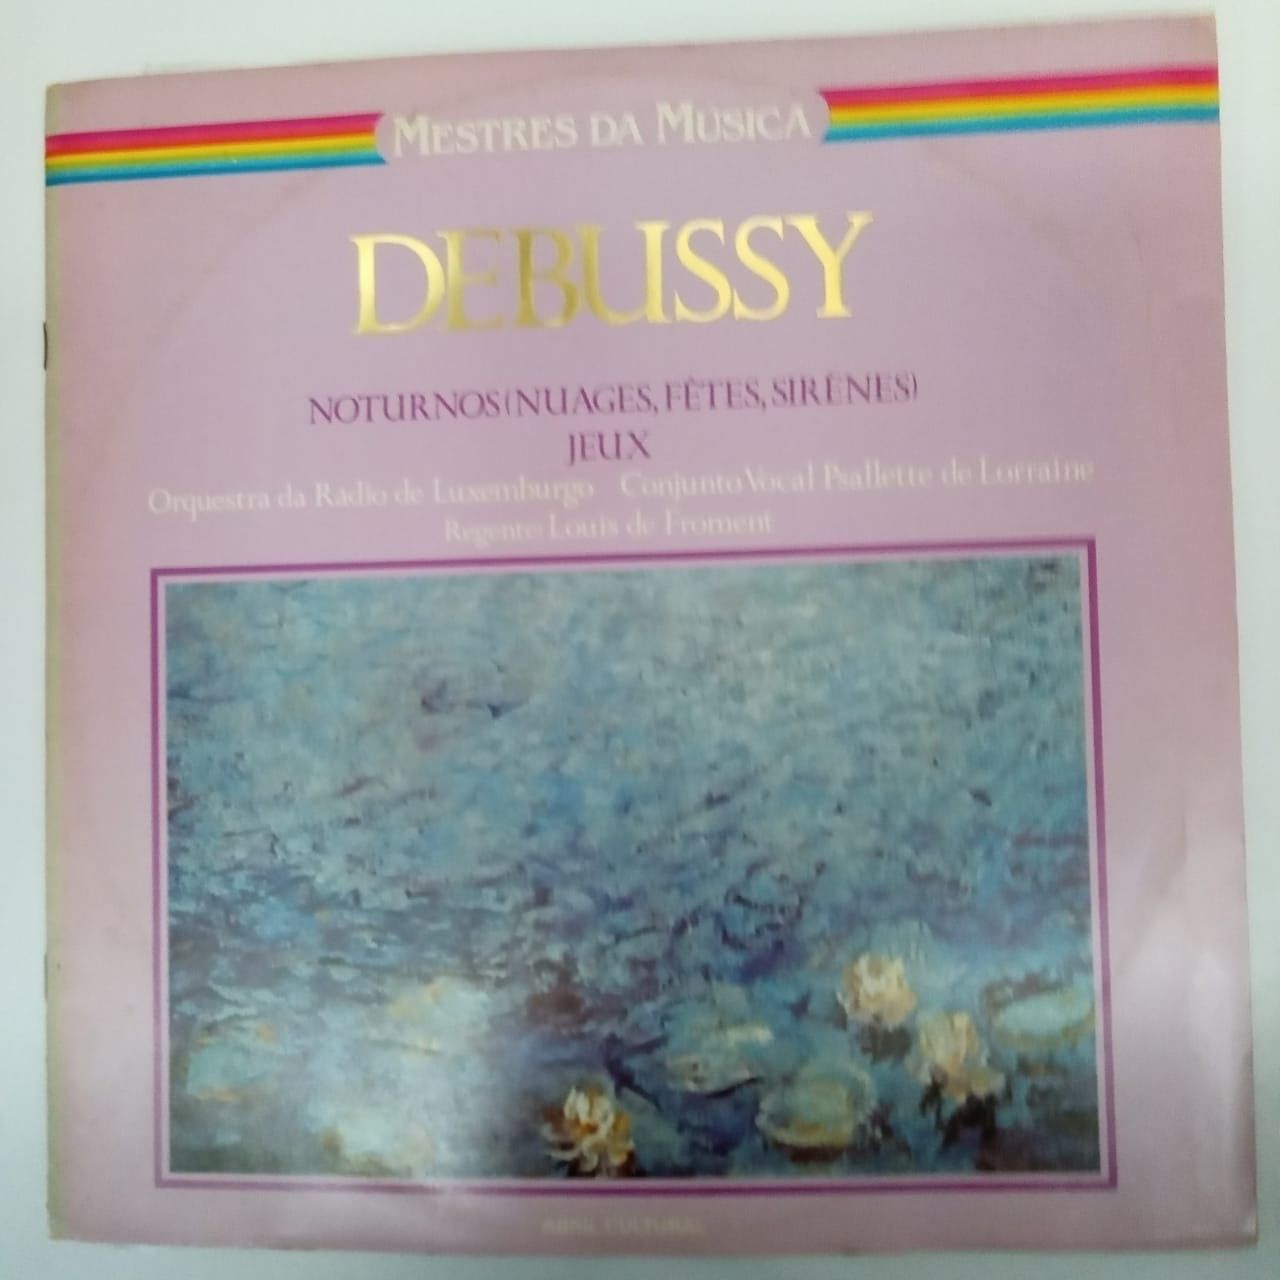 MESTRES DA MÚSICA
DEBUSSY
NOTURNOS (NUAGES, FÊTES, SIRÈNES)
JEUX
Orquestra da Rádio de Luxemburgo Conjunto Vocal Psallette de Lorraine
Regente: Louis de Froment
ABRIL CULTURAL